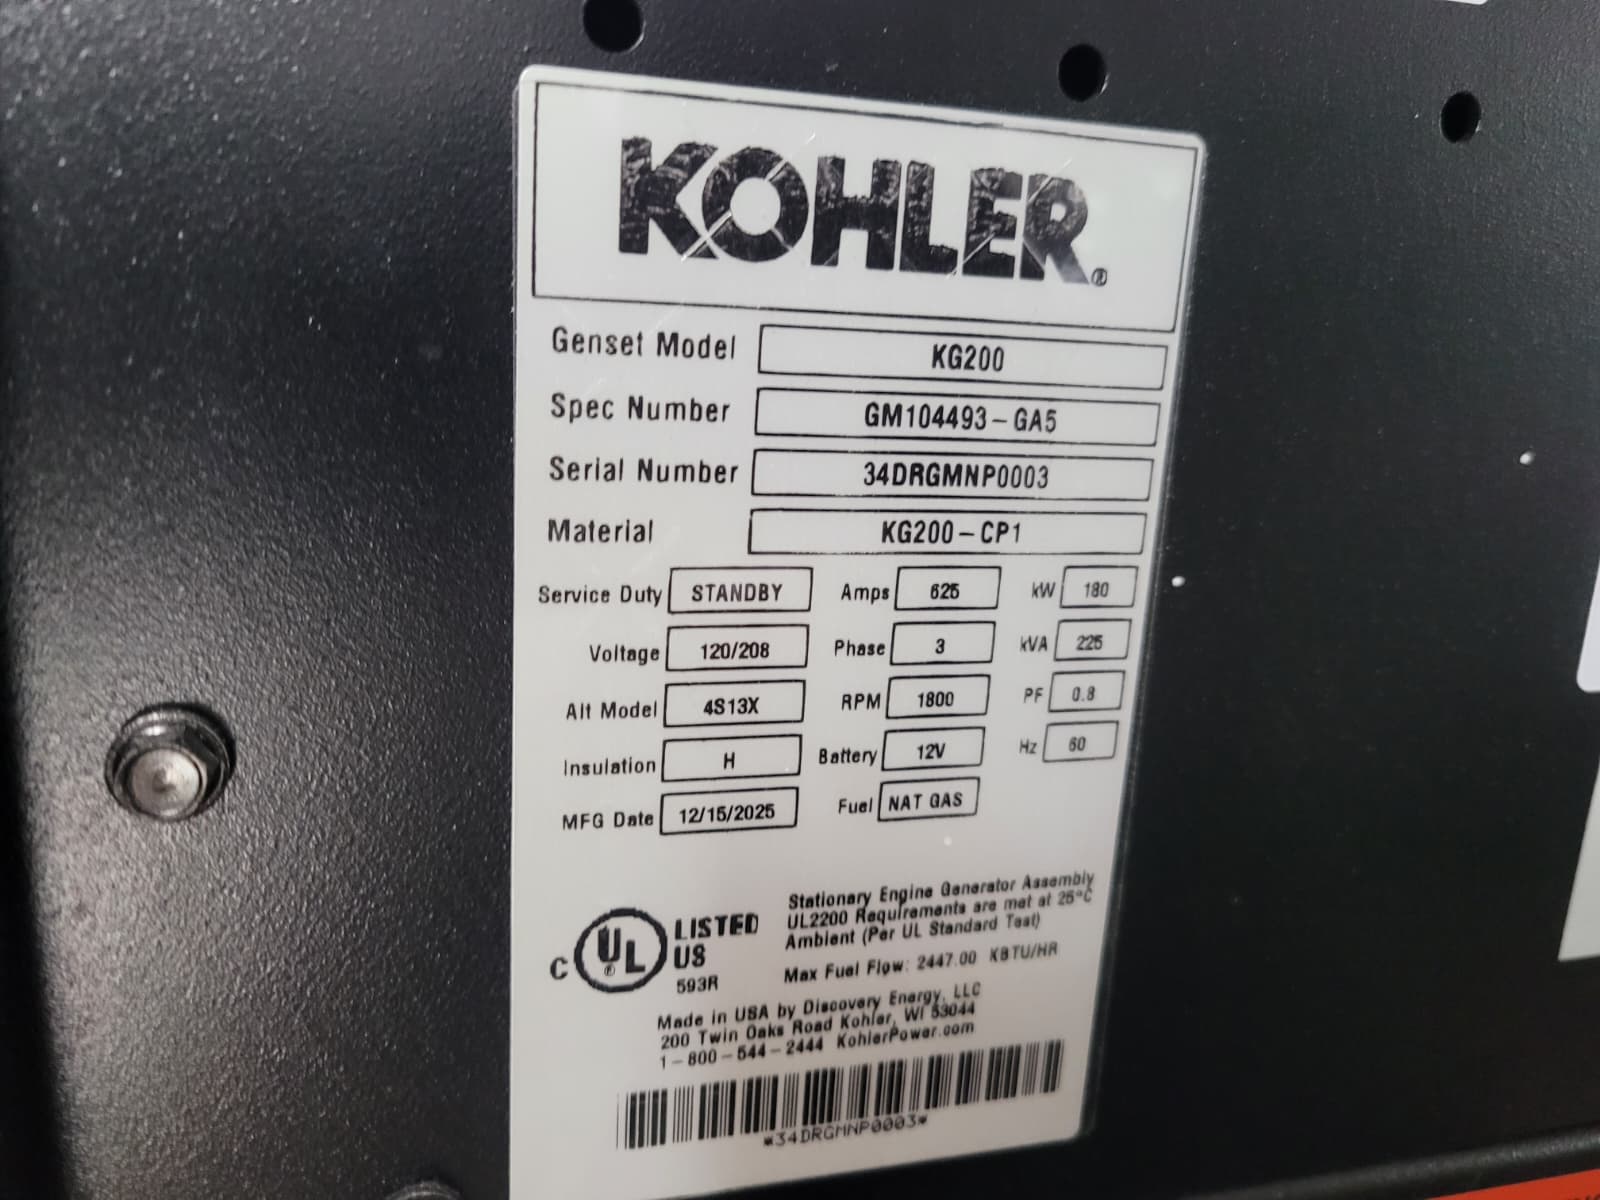 KOHLER®
Genset Model KG200
Spec Number GM104493-GA5
Serial Number 34DRGMNP0003
Material KG200-CP1
Service Duty STANDBY Amps 625 kW 180
Voltage 120/208 Phase 3 kVA 225
Alt Model 4S13X RPM 1800 PF 0.8
Insulation H Battery 12V Hz 60
MFG Date 12/15/2025 Fuel NAT GAS
Stationary Engine Generator Assembly
UL2200 Requirements are met at 25°C
Ambient (Per UL Standard Test)
C UL® LISTED
US
593R
Max Fuel Flow: 2447.00 KBTU/HR
Made in USA by Discovery Energy, LLC
200 Twin Oaks Road Kohler, WI 53044
1-800-544-2444 KohlerPower.com
*34DRGMNP0003*